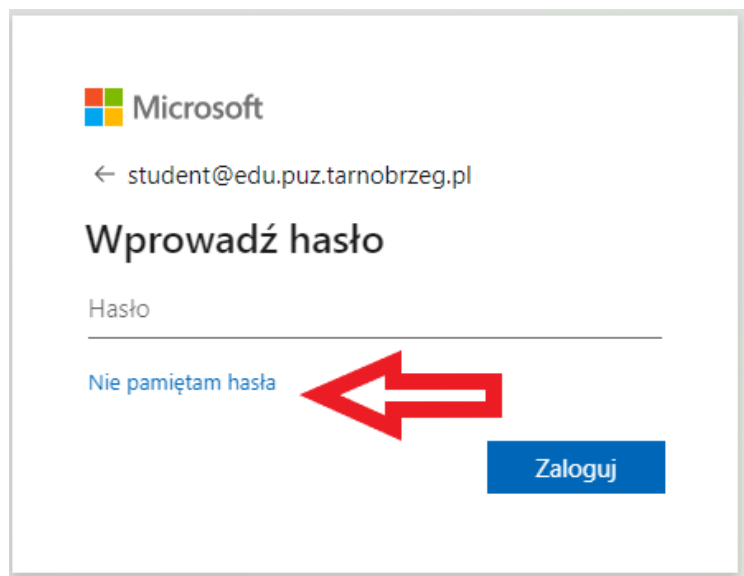 Microsoft
← student@edu.puz.tarnobrzeg.pl
Wprowadź hasło
Hasło
Nie pamiętam hasła
Zaloguj